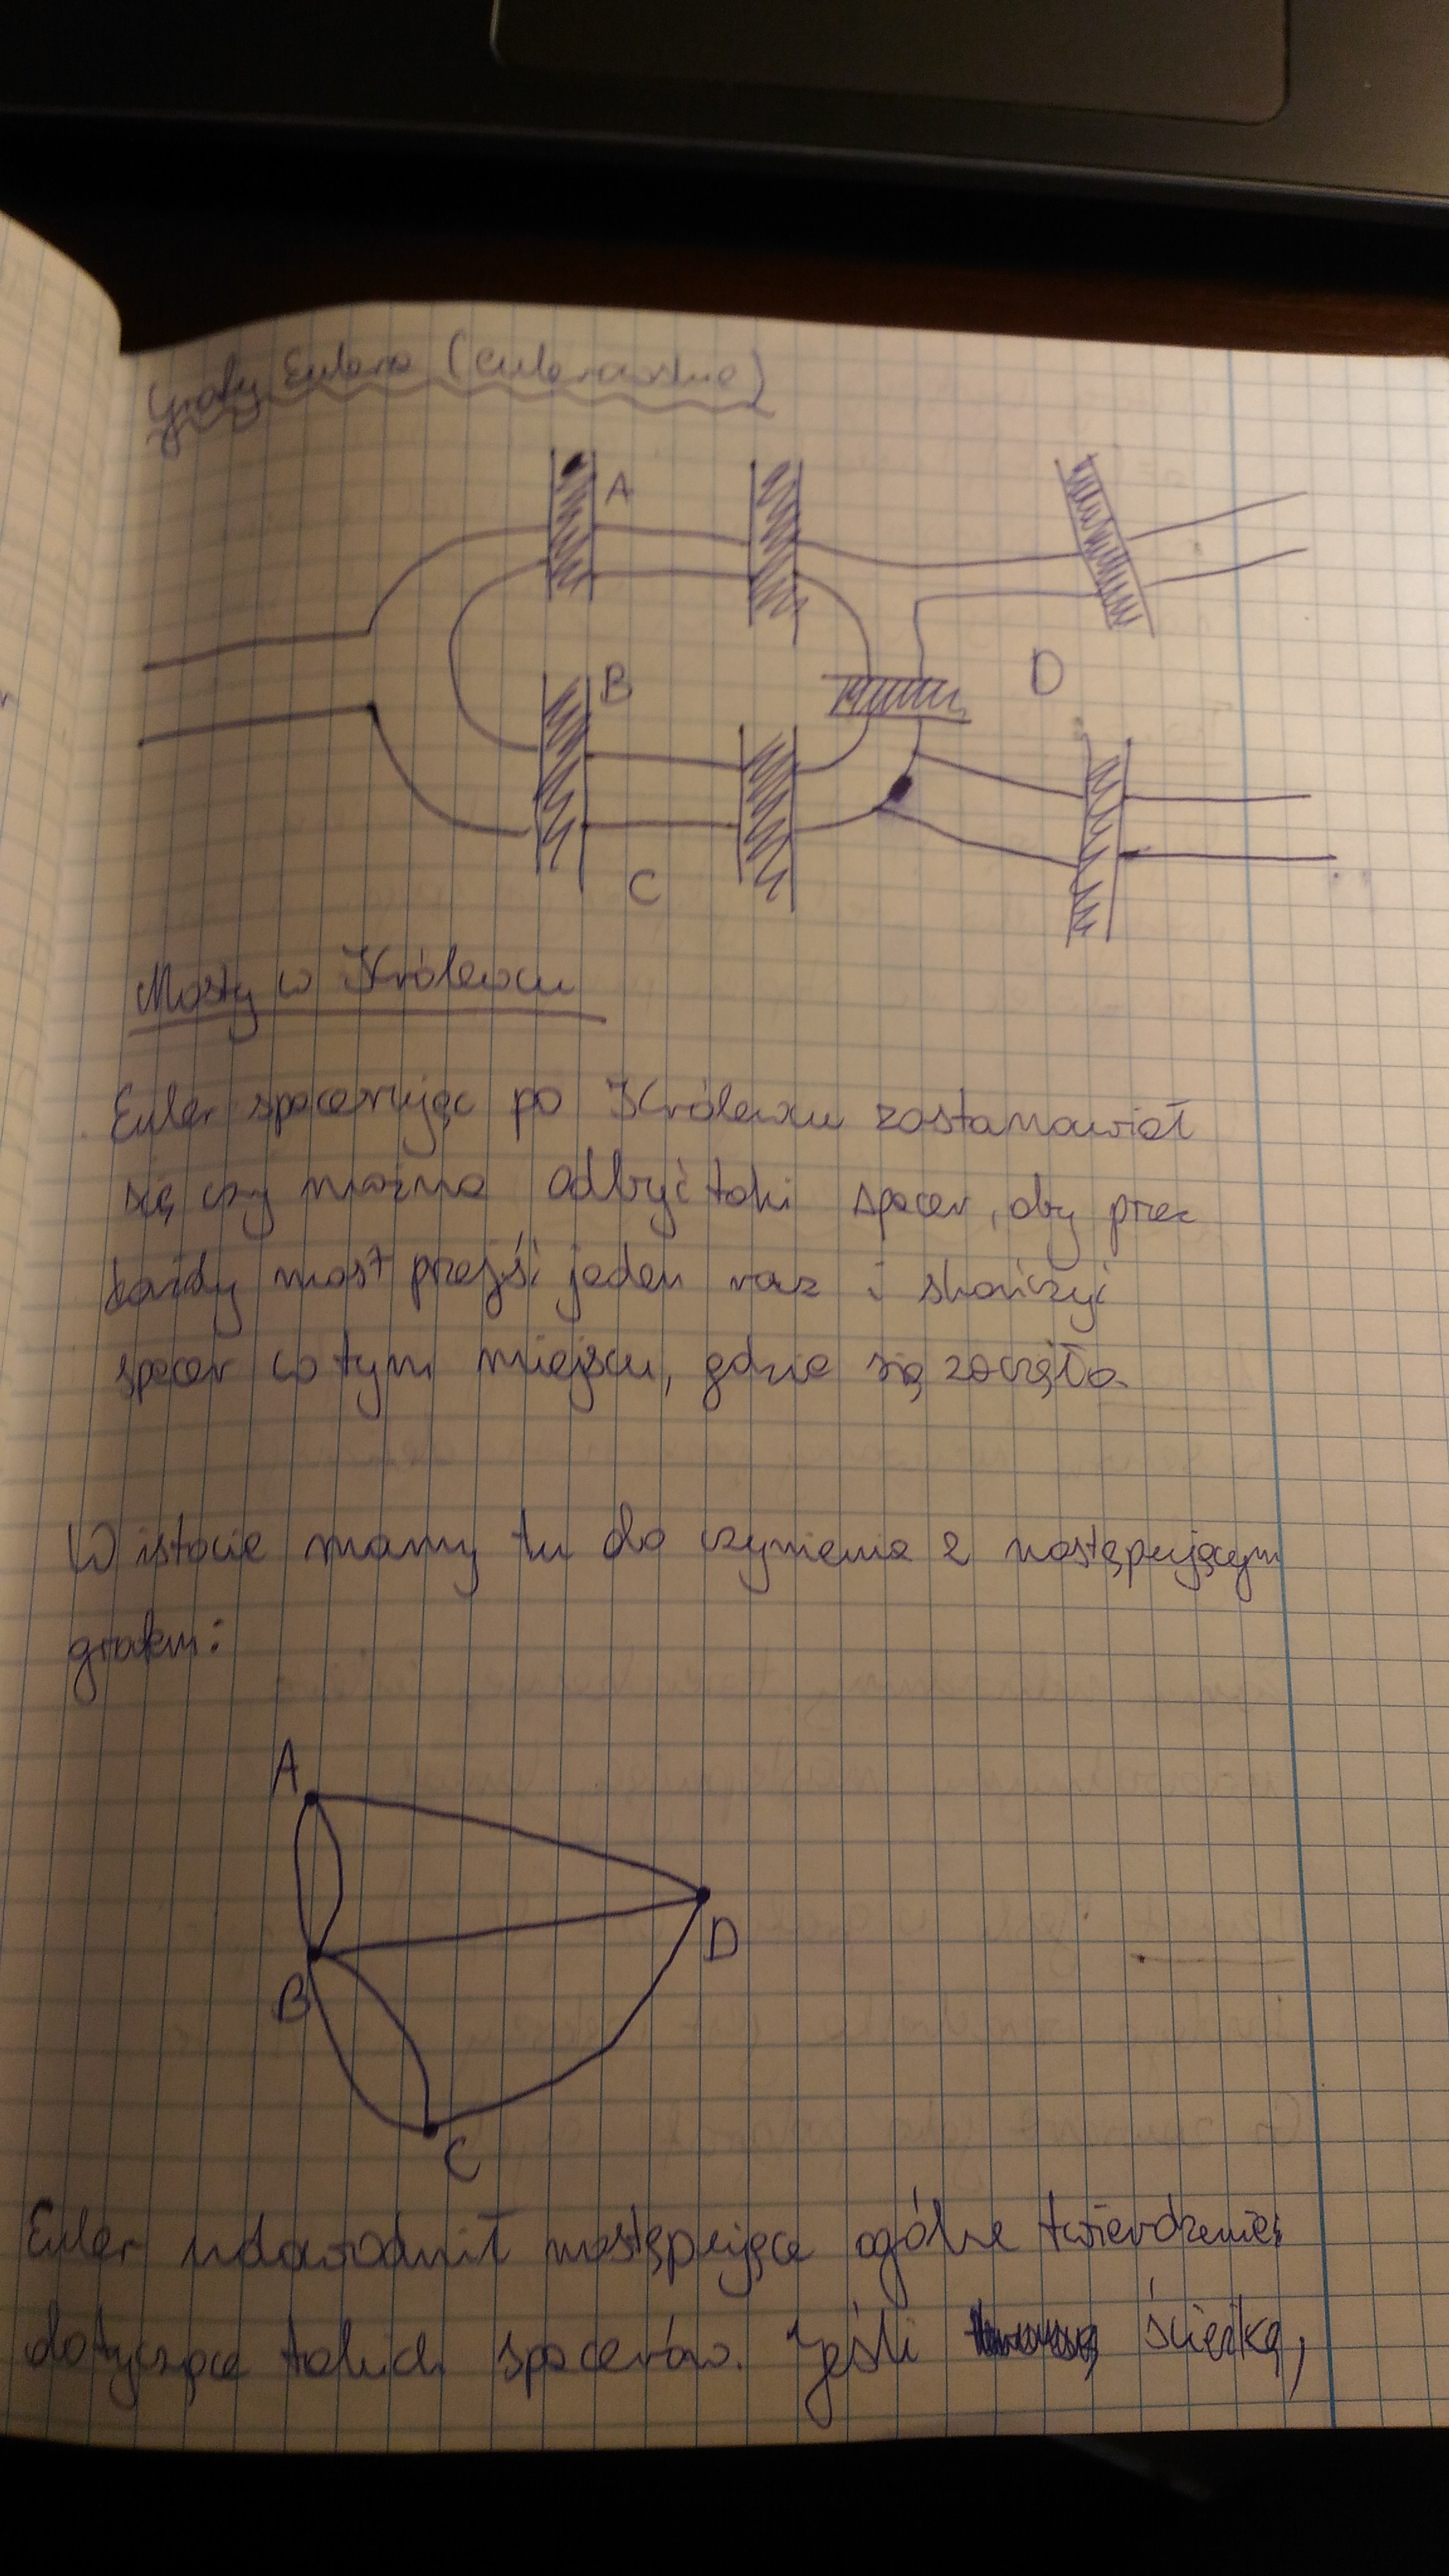 Grafy Eulera (eulerowskie)
A
B
D
C
Mosty w Królewcu
Euler spacerując po Królewcu zastanawiał
się czy można odbyć taki spacer, aby przez
każdy most przejść jeden raz i skończyć
spacer w tym miejscu, gdzie się zaczęło.
W istocie mamy tu do czynienia z następującym
grafem:
A
D
B
C
Euler udowodnił następujące ogólne twierdzenie
dotyczące takich spacerów. Jeśli ścieżkę,